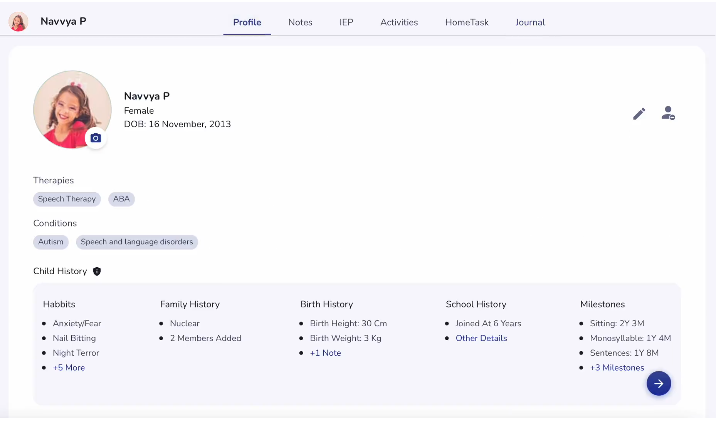 Navvya P
Profile Notes IEP Activities HomeTask Journal
Navvya P
Female
DOB: 16 November, 2013
Therapies
Speech Therapy ABA
Conditions
Autism Speech and language disorders
Child History
Habbits
Anxiety/Fear
Nail Bitting
Night Terror
+5 More
Family History
Nuclear
2 Members Added
Birth History
Birth Height: 30 Cm
Birth Weight: 3 Kg
+1 Note
School History
Joined At 6 Years
Other Details
Milestones
Sitting: 2Y 3M
Monosyllable: 1Y 4M
Sentences: 1Y 8M
+3 Milestones